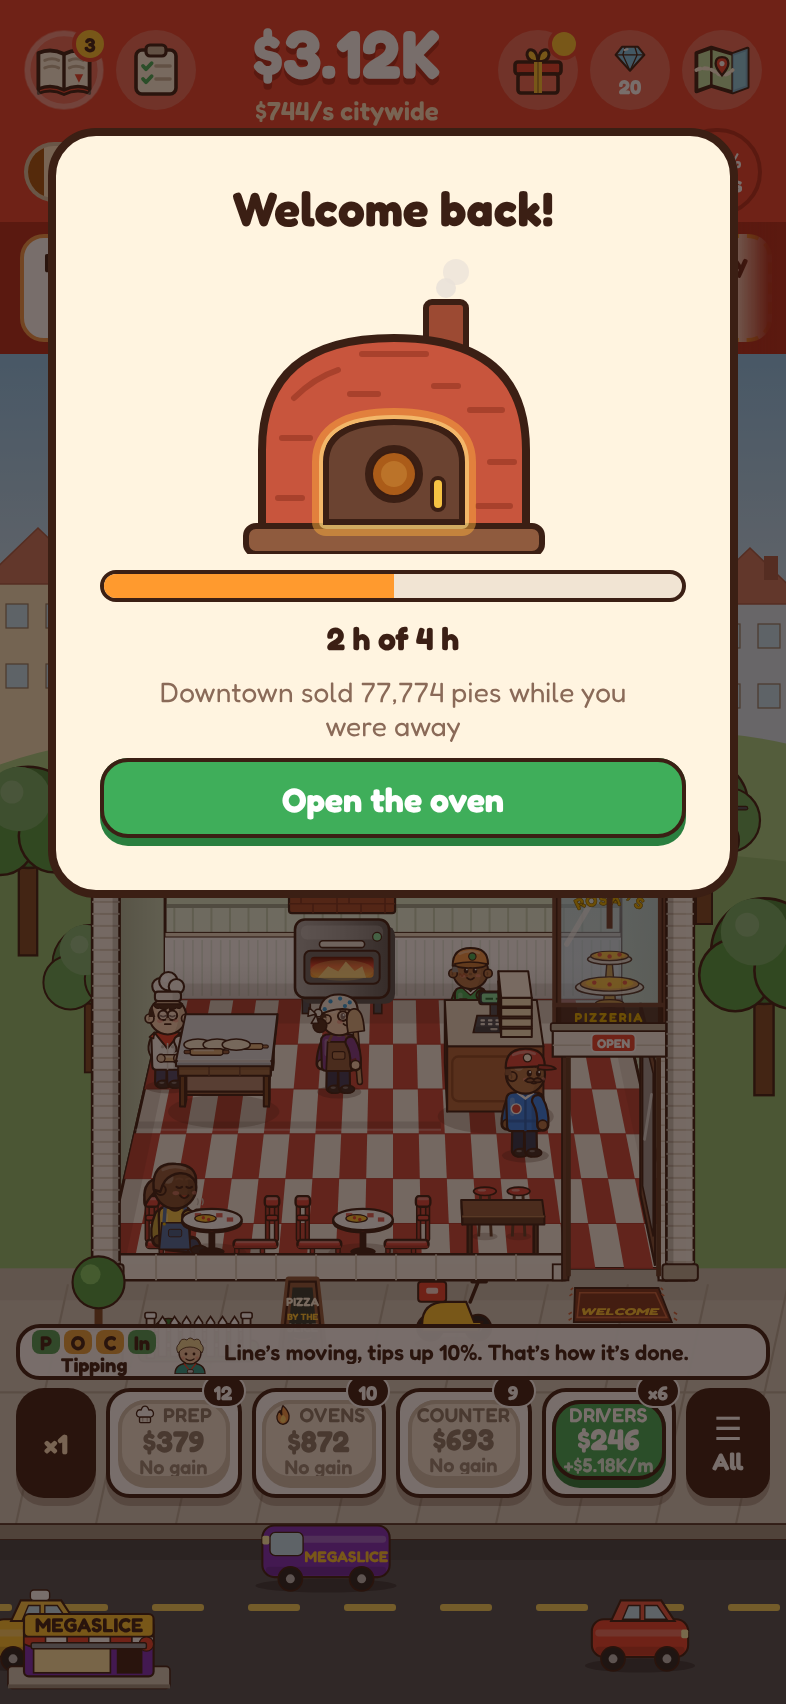 3
$3.12K
$744/s citywide
20
Welcome back!
2 h of 4 h
Downtown sold 77,774 pies while you
were away
Open the oven
ROSA'S
PIZZERIA
OPEN
PIZZA
BY THE
WELCOME
P O C In
Tipping
Line's moving, tips up 10%. That's how it's done.
x1
12
PREP
$379
No gain
10
OVENS
$872
No gain
9
COUNTER
$693
No gain
x6
DRIVERS
$246
+$5.18K/m
All
MEGASLICE
MEGASLICE